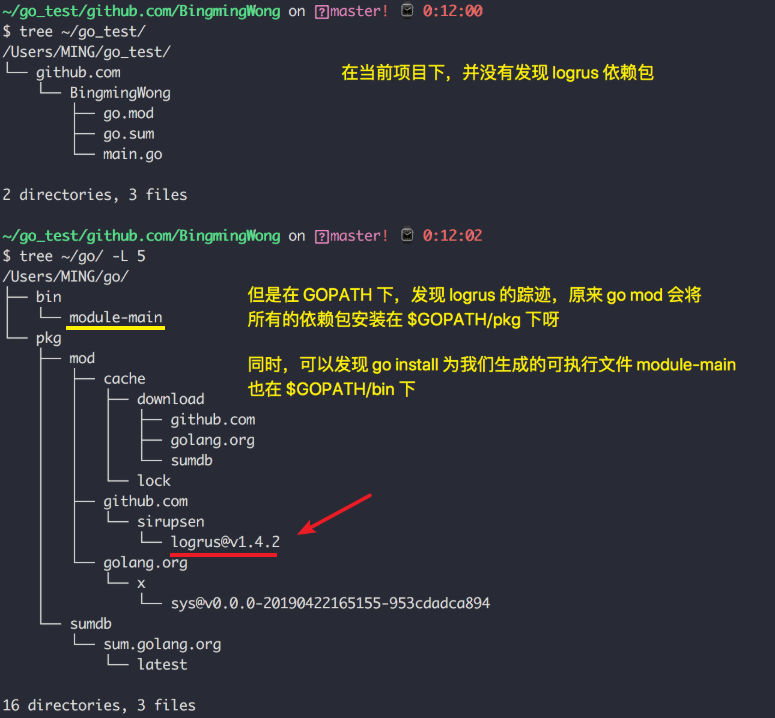 ~/go_test/github.com/BingmingWong on master! 0:12:00
$ tree ~/go_test/
/Users/MING/go_test/
└── github.com
在当前项目下，并没有发现 logrus 依赖包
    └── BingmingWong
        ├── go.mod
        ├── go.sum
        └── main.go
2 directories, 3 files
~/go_test/github.com/BingmingWong on master! 0:12:02
$ tree ~/go/ -L 5
/Users/MING/go/
├── bin
│   └── module-main
└── pkg
但是在 GOPATH 下，发现 logrus 的踪迹，原来 go mod 会将
所有的依赖包安装在 $GOPATH/pkg 下呀
同时，可以发现 go install 为我们生成的可执行文件 module-main
也在 $GOPATH/bin 下
    ├── mod
    │   ├── cache
    │   │   ├── download
    │   │   │   ├── github.com
    │   │   │   ├── golang.org
    │   │   │   └── sumdb
    │   │   └── lock
    │   ├── github.com
    │   │   └── sirupsen
    │   │       └── logrus@v1.4.2
    │   └── golang.org
    │       └── x
    │           └── sys@v0.0.0-20190422165155-953cdadca894
    └── sumdb
        └── sum.golang.org
            └── latest
16 directories, 3 files